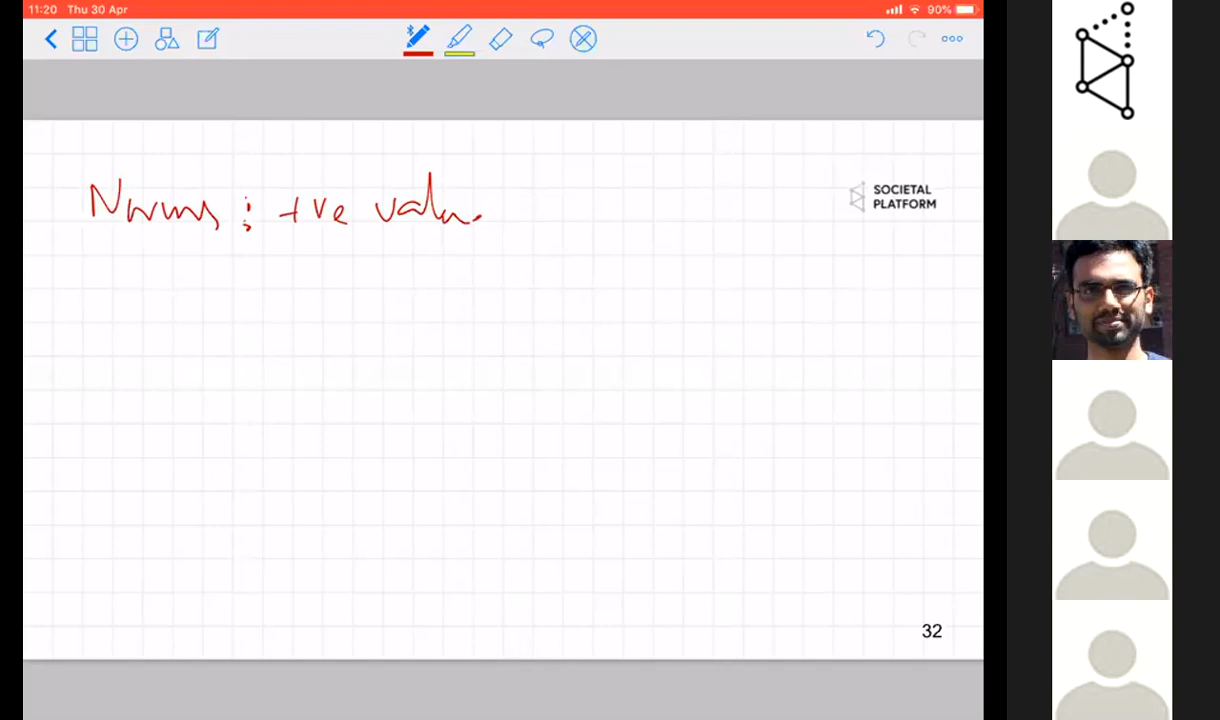 11:20 Thu 30 Apr
90%
Norms : +ve value
SOCIETAL
PLATFORM
32